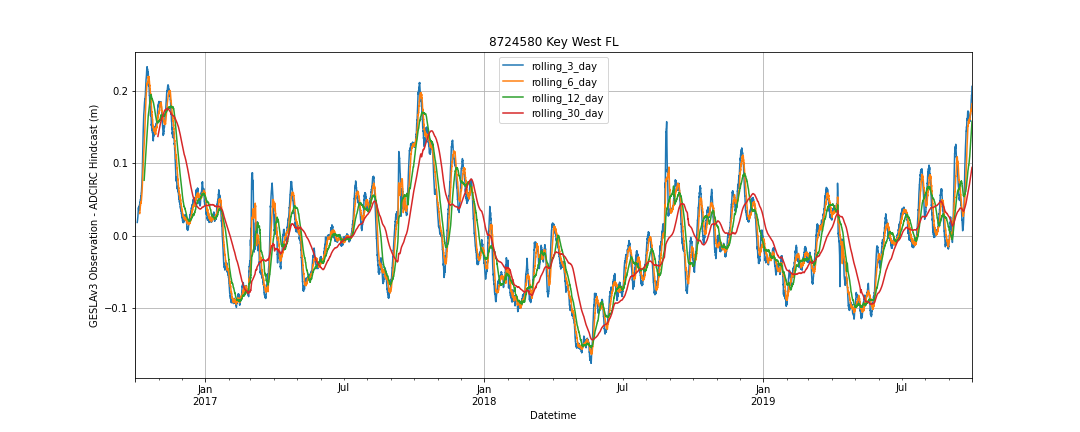 8724580 Key West FL
rolling_3_day
rolling_6_day
rolling_12_day
rolling_30_day
GESLAv3 Observation - ADCIRC Hindcast (m)
0.2
0.1
0.0
−0.1
Jan
2017
Jul
Jan
2018
Jul
Jan
2019
Jul
Datetime